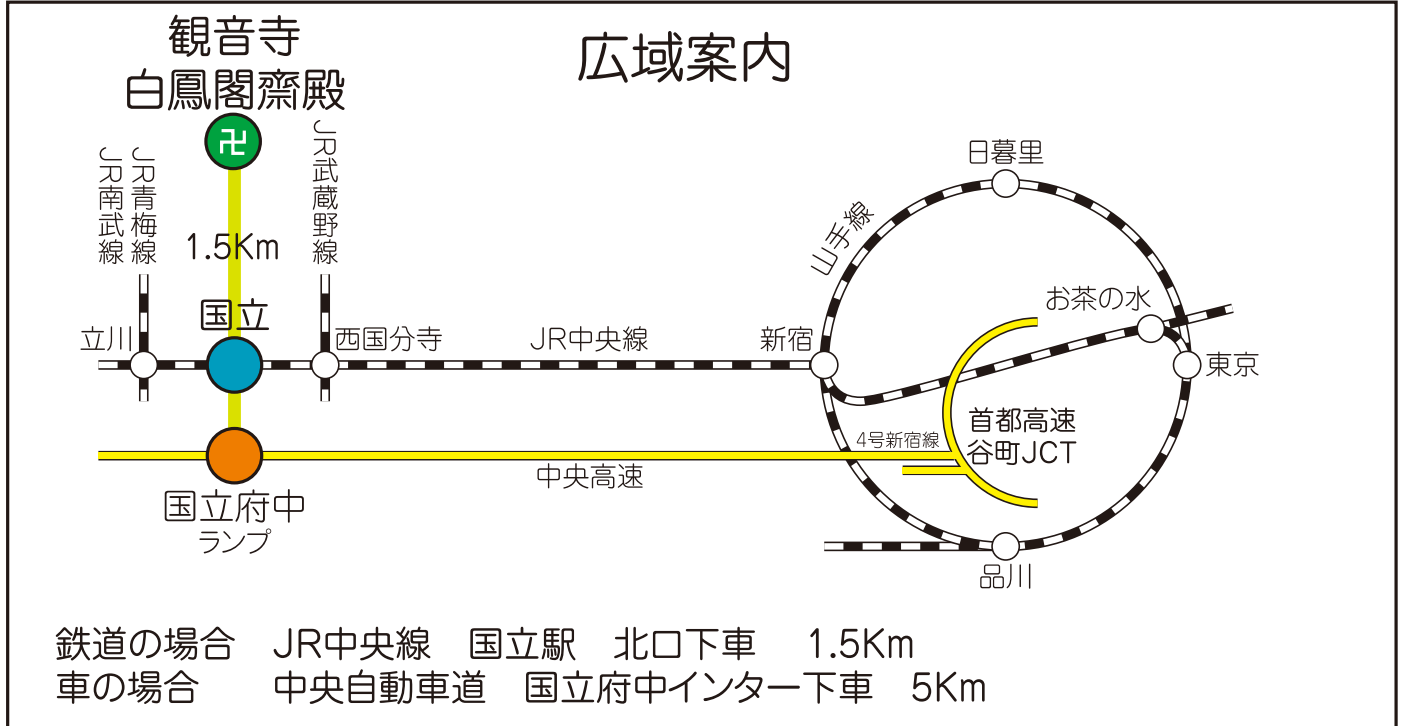 観音寺
白鳳閣齋殿
広域案内
卍
JR南武線
JR青梅線
JR武蔵野線
1.5Km
国立
立川
西国分寺
JR中央線
新宿
山手線
日暮里
お茶の水
東京
首都高速
谷町JCT
4号新宿線
中央高速
国立府中
ランプ
品川
鉄道の場合 JR中央線 国立駅 北口下車 1.5Km
車の場合 中央自動車道 国立府中インター下車 5Km